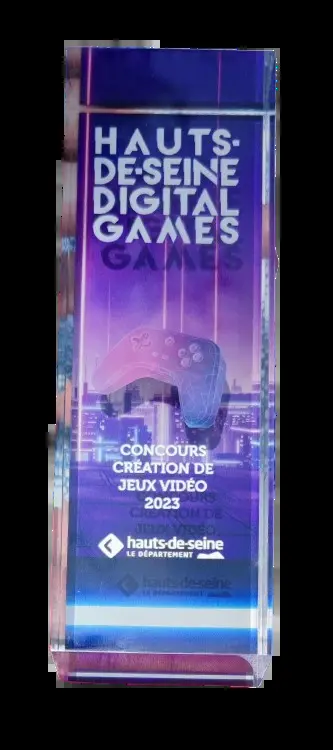 HAUTS-
DE-SEINE
DIGITAL
GAMES
CONCOURS
CRÉATION DE
JEUX VIDÉO
2023
hauts-de-seine
LE DÉPARTEMENT